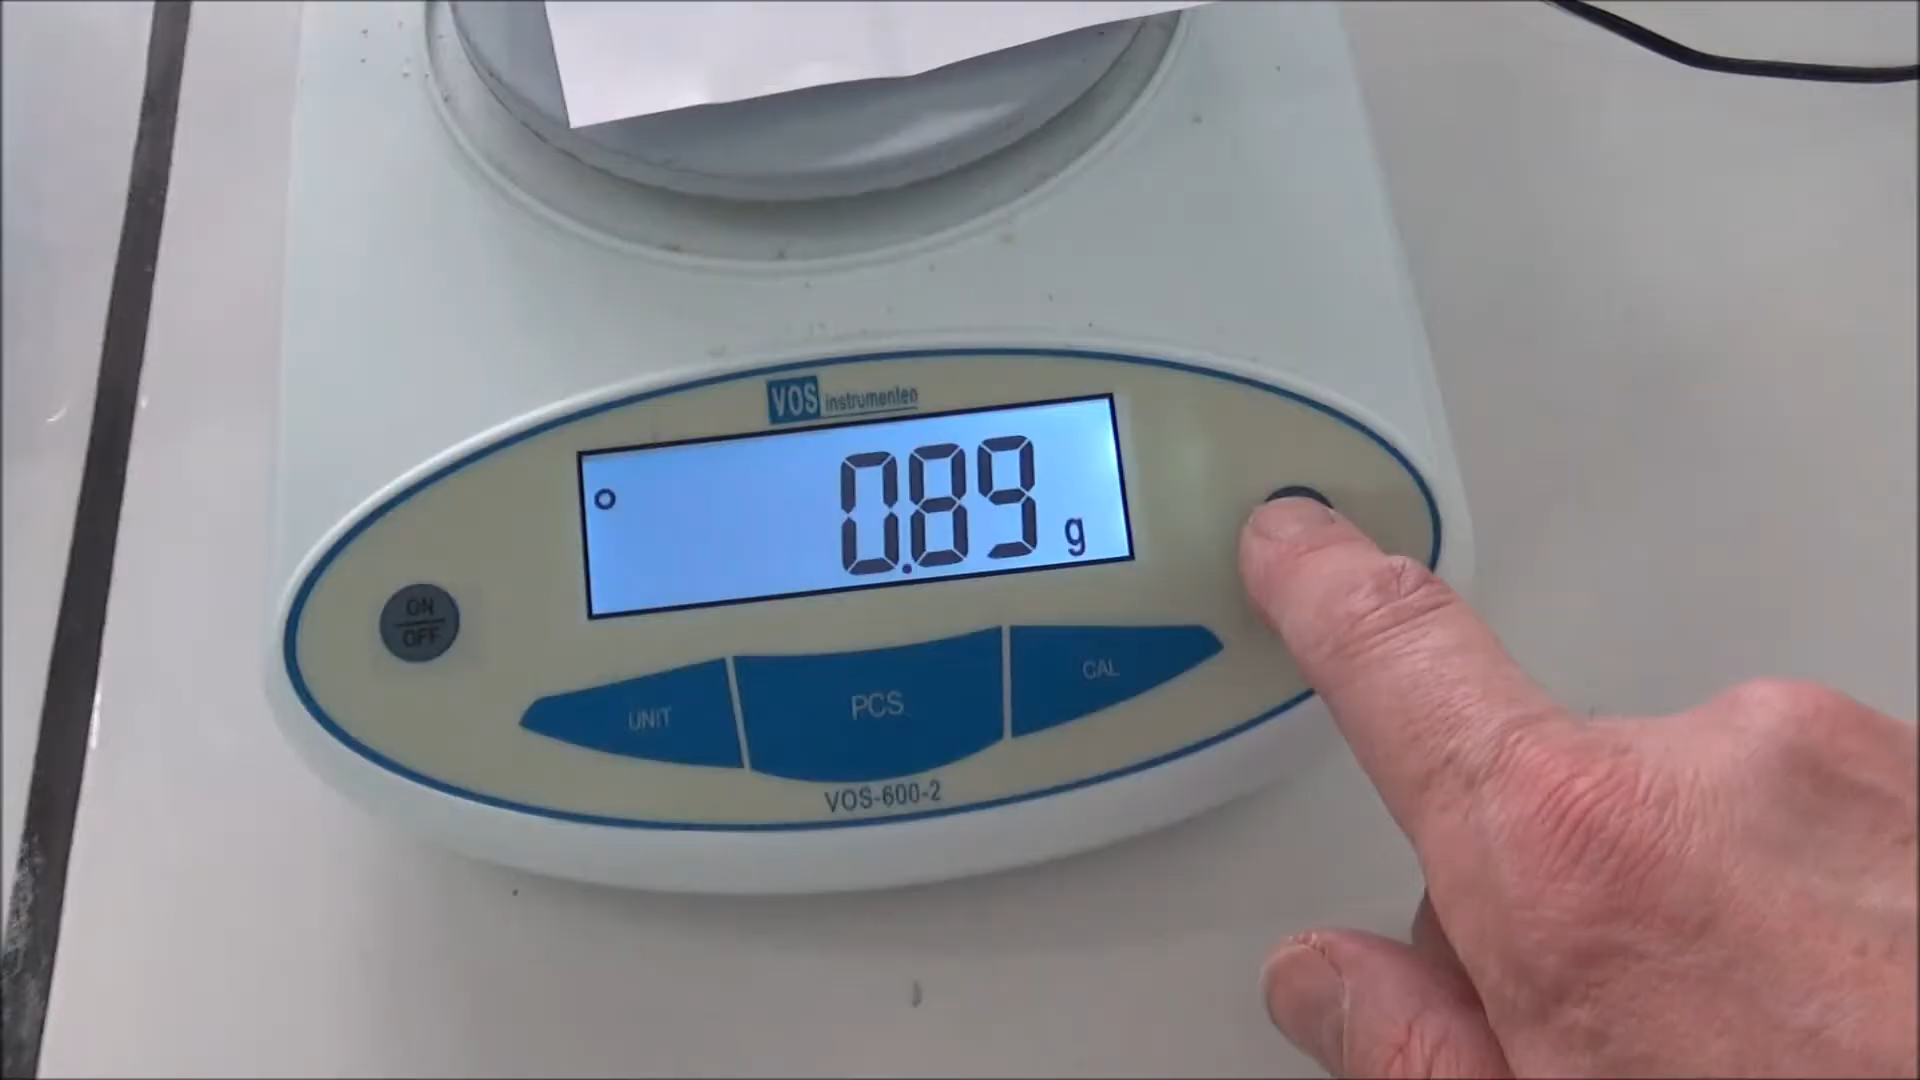 VOS instrumenten
0.89 g
ON
OFF
UNIT
PCS
CAL
VOS-600-2